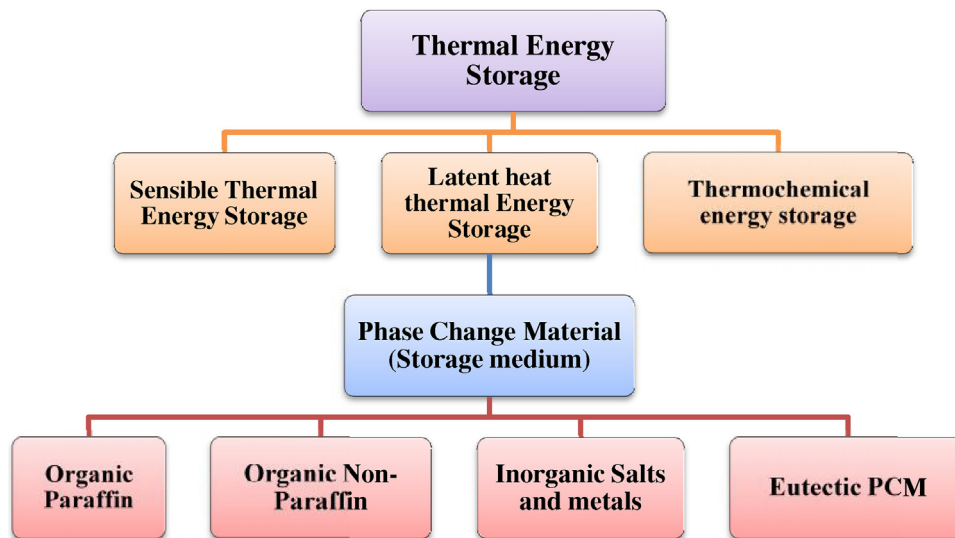 Thermal Energy
Storage
Sensible Thermal
Energy Storage
Latent heat
thermal Energy
Storage
Thermochemical
energy storage
Phase Change Material
(Storage medium)
Organic
Paraffin
Organic Non-
Paraffin
Inorganic Salts
and metals
Eutectic PCM